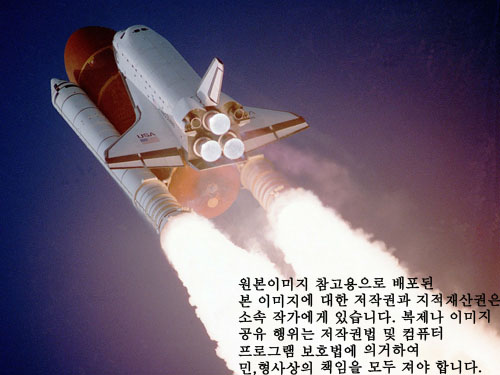 USA
원본이미지 참고용으로 배포된
본 이미지에 대한 저작권과 지적재산권은
소속 작가에게 있습니다. 복제나 이미지
공유 행위는 저작권법 및 컴퓨터
프로그램 보호법에 의거하여
민,형사상의 책임을 모두 져야 합니다.